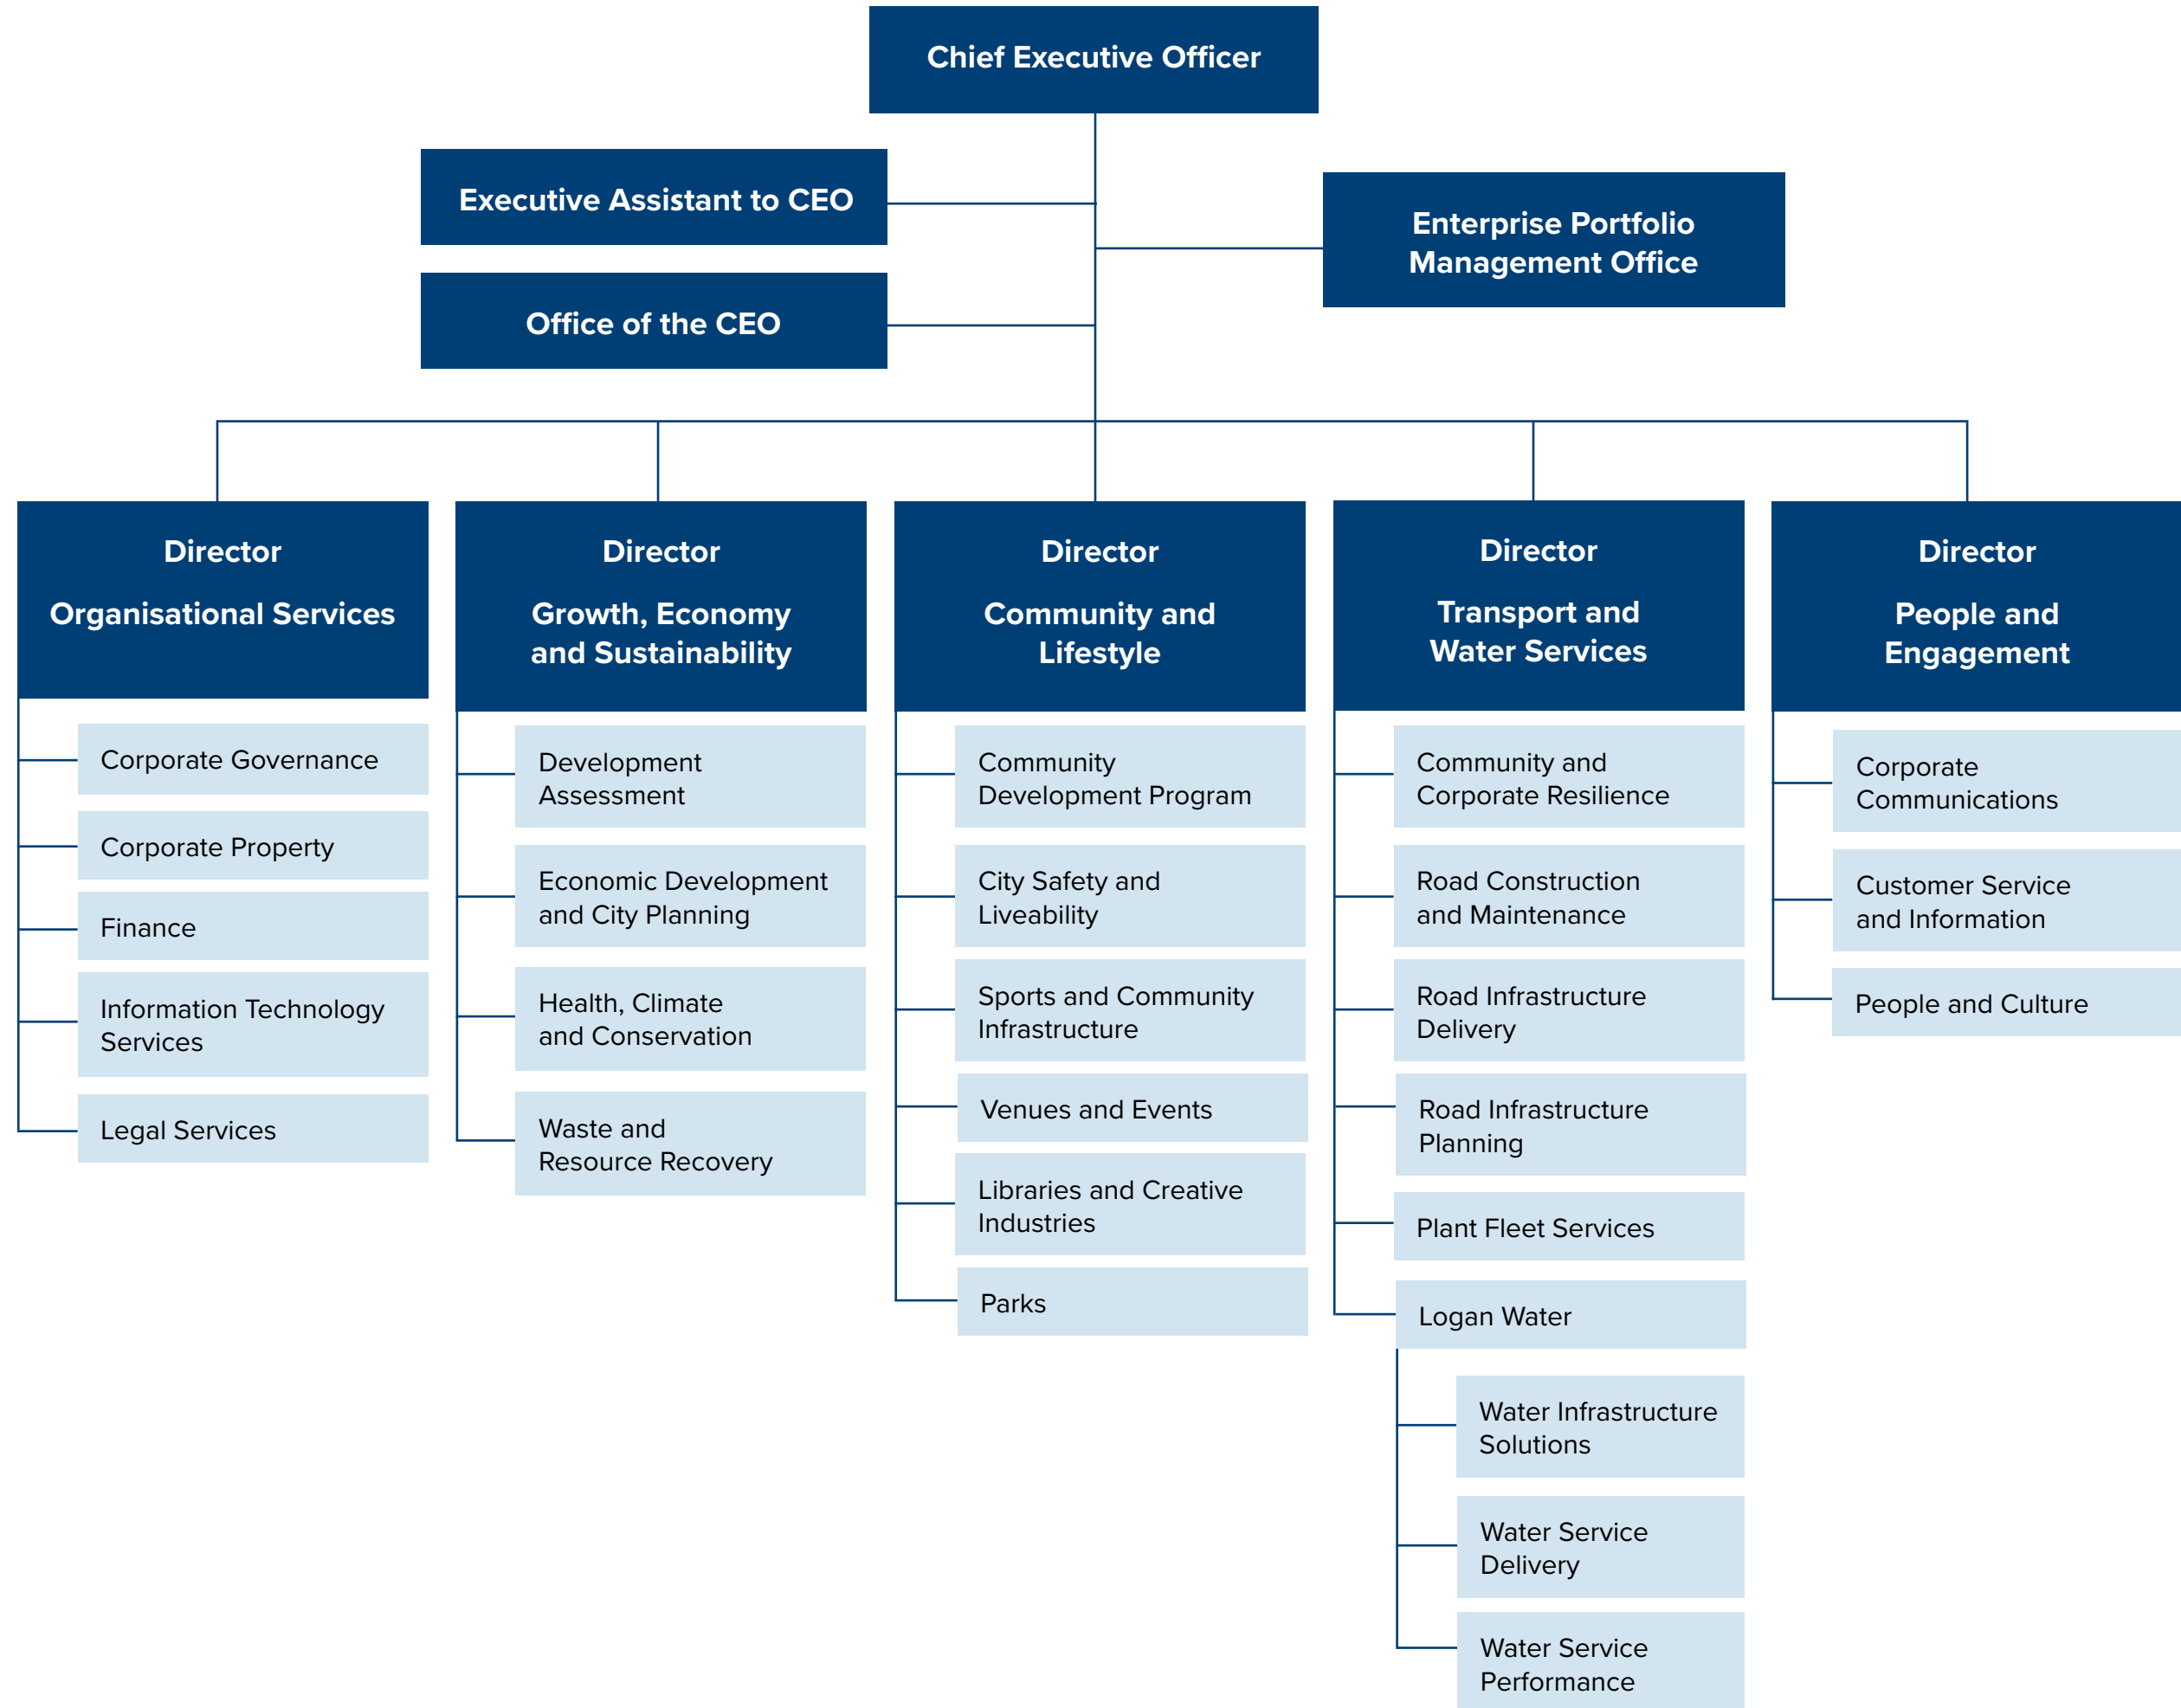 Chief Executive Officer
Executive Assistant to CEO
Enterprise Portfolio
Management Office
Office of the CEO
Director
Organisational Services
Corporate Governance
Corporate Property
Finance
Information Technology
Services
Legal Services
Director
Growth, Economy
and Sustainability
Development
Assessment
Economic Development
and City Planning
Health, Climate
and Conservation
Waste and
Resource Recovery
Director
Community and
Lifestyle
Community
Development Program
City Safety and
Liveability
Sports and Community
Infrastructure
Venues and Events
Libraries and Creative
Industries
Parks
Director
Transport and
Water Services
Community and
Corporate Resilience
Road Construction
and Maintenance
Road Infrastructure
Delivery
Road Infrastructure
Planning
Plant Fleet Services
Logan Water
Water Infrastructure
Solutions
Water Service
Delivery
Water Service
Performance
Director
People and
Engagement
Corporate
Communications
Customer Service
and Information
People and Culture